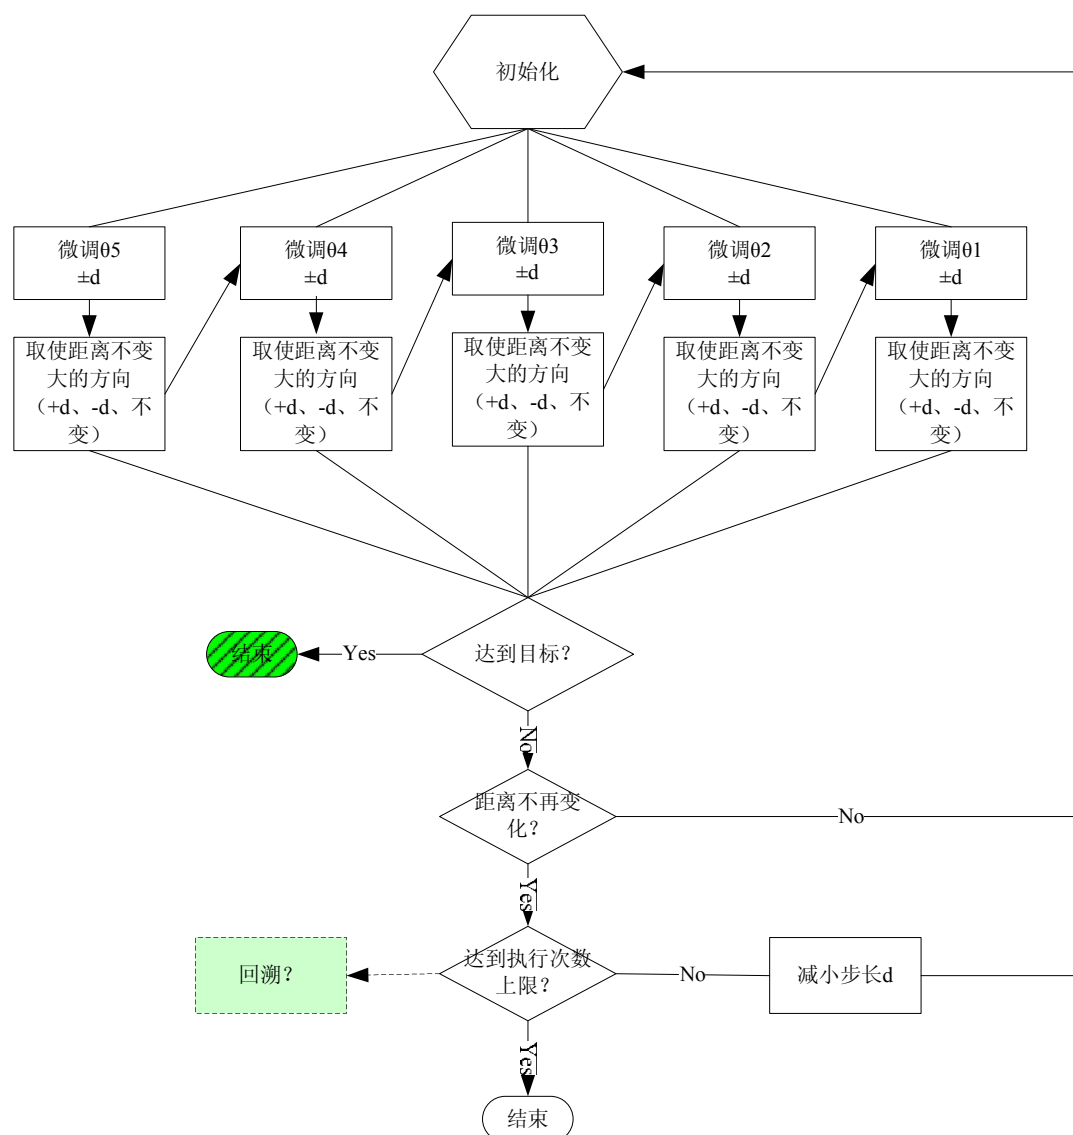 初始化
微调θ5
±d
微调θ4
±d
微调θ3
±d
微调θ2
±d
微调θ1
±d
取使距离不变
大的方向
（+d、-d、不
变）
取使距离不变
大的方向
（+d、-d、不
变）
取使距离不变
大的方向
（+d、-d、不
变）
取使距离不变
大的方向
（+d、-d、不
变）
取使距离不变
大的方向
（+d、-d、不
变）
结束
Yes
达到目标？
No
距离不再变
化？
No
Yes
回溯？
达到执行次数
上限？
No
减小步长d
Yes
结束